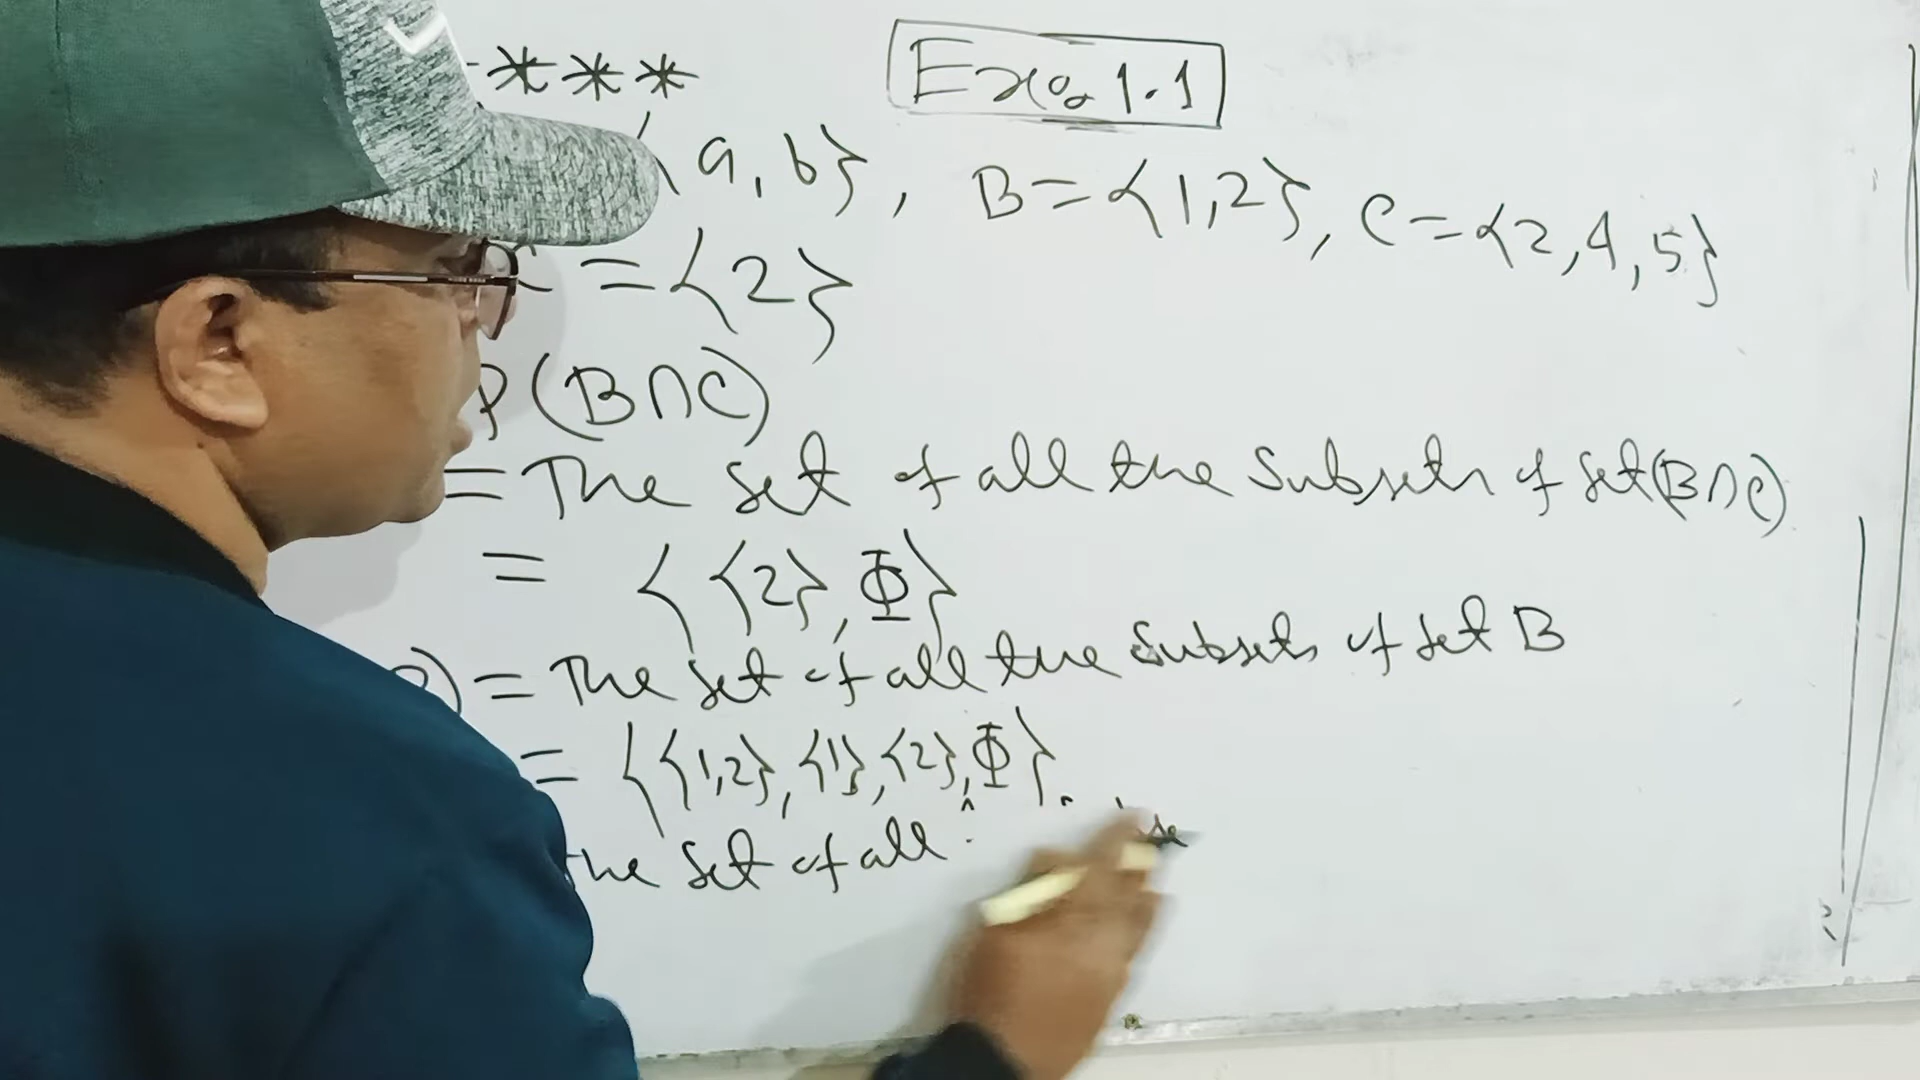 ****
Ex. 1.1
{a, b}, B = {1,2}, C = {2,4,5}
C = {2}
P(B∩C)
= The set of all the subsets of set (B∩C)
= { {2}, Φ}
) = The set of all the subsets of set B
= {{1,2}, {1}, {2}, Φ}
the set of all